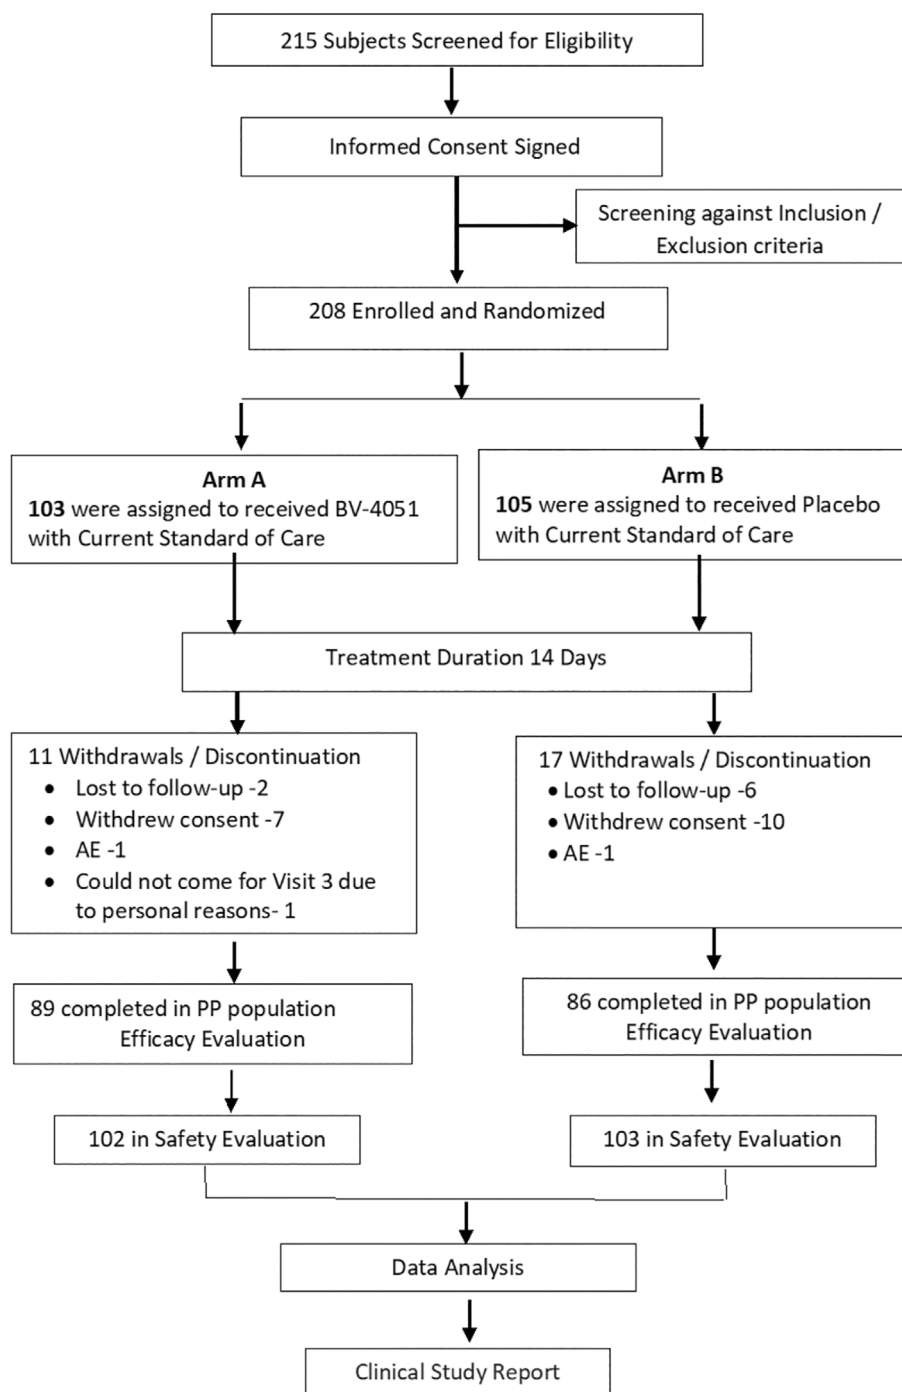 215 Subjects Screened for Eligibility
Informed Consent Signed
Screening against Inclusion /
Exclusion criteria
208 Enrolled and Randomized
Arm A
103 were assigned to received BV-4051
with Current Standard of Care
Arm B
105 were assigned to received Placebo
with Current Standard of Care
Treatment Duration 14 Days
11 Withdrawals / Discontinuation
• Lost to follow-up -2
• Withdrew consent -7
• AE -1
• Could not come for Visit 3 due
to personal reasons- 1
17 Withdrawals / Discontinuation
• Lost to follow-up -6
• Withdrew consent -10
• AE -1
89 completed in PP population
Efficacy Evaluation
86 completed in PP population
Efficacy Evaluation
102 in Safety Evaluation
103 in Safety Evaluation
Data Analysis
Clinical Study Report